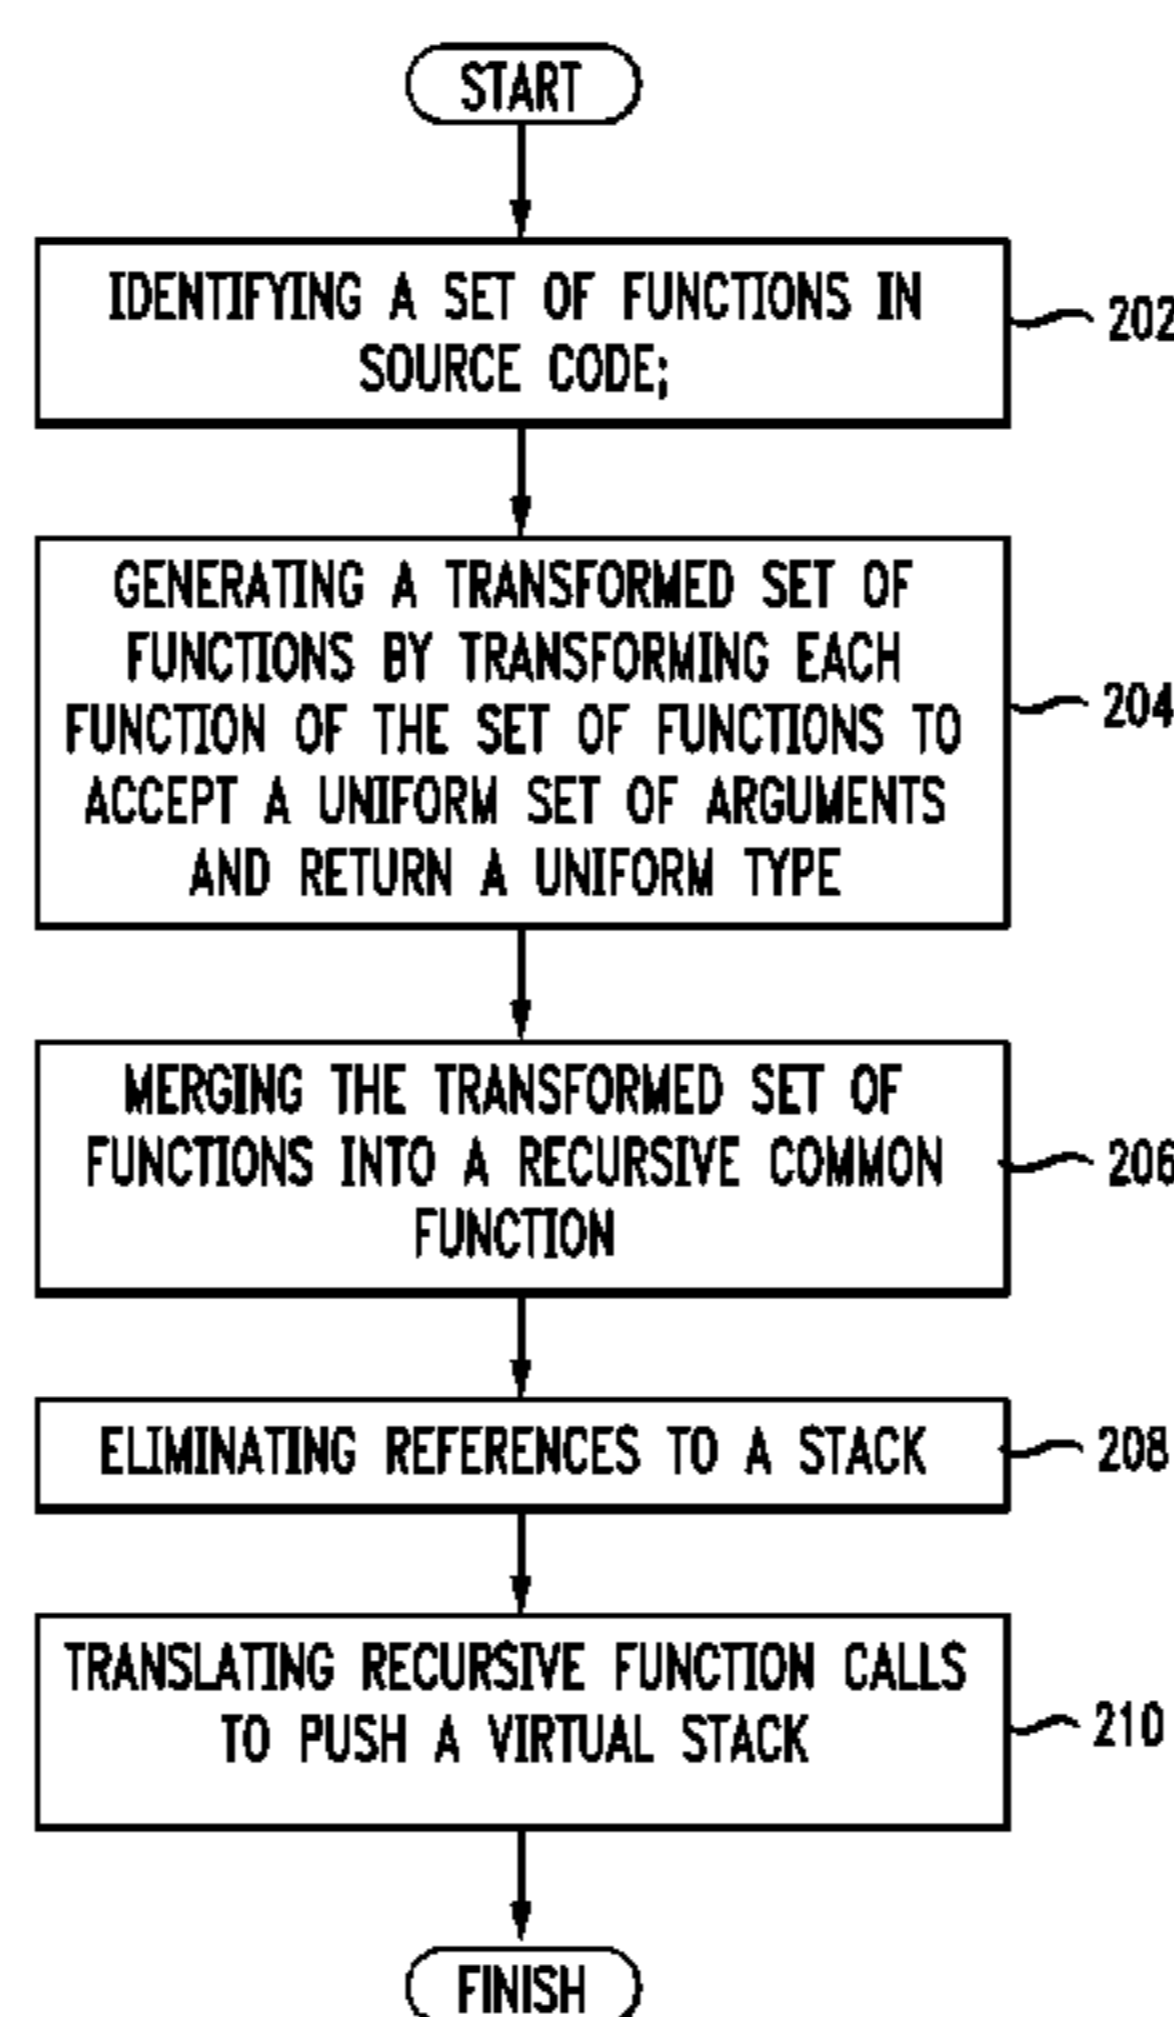 START
IDENTIFYING A SET OF FUNCTIONS IN
SOURCE CODE;
202
GENERATING A TRANSFORMED SET OF
FUNCTIONS BY TRANSFORMING EACH
FUNCTION OF THE SET OF FUNCTIONS TO
ACCEPT A UNIFORM SET OF ARGUMENTS
AND RETURN A UNIFORM TYPE
204
MERGING THE TRANSFORMED SET OF
FUNCTIONS INTO A RECURSIVE COMMON
FUNCTION
206
ELIMINATING REFERENCES TO A STACK
208
TRANSLATING RECURSIVE FUNCTION CALLS
TO PUSH A VIRTUAL STACK
210
FINISH